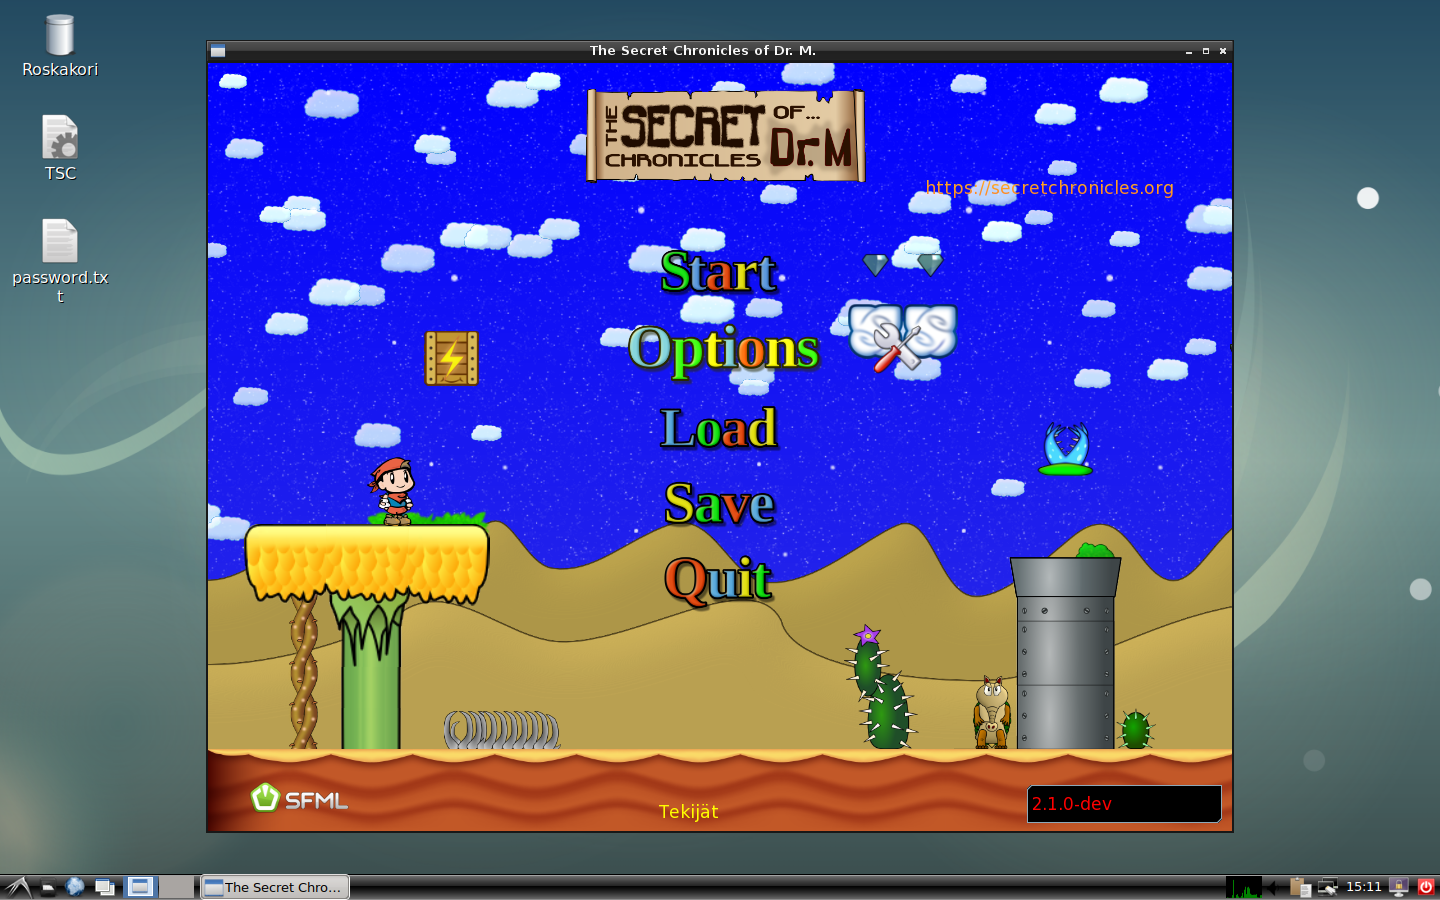 Roskakori
TSC
password.tx
t
The Secret Chronicles of Dr. M.
THE SECRET OF...
CHRONICLES Dr.M
https://secretchronicles.org
Start
Options
Load
Save
Quit
SFML
Tekijät
2.1.0-dev
The Secret Chro...
15:11